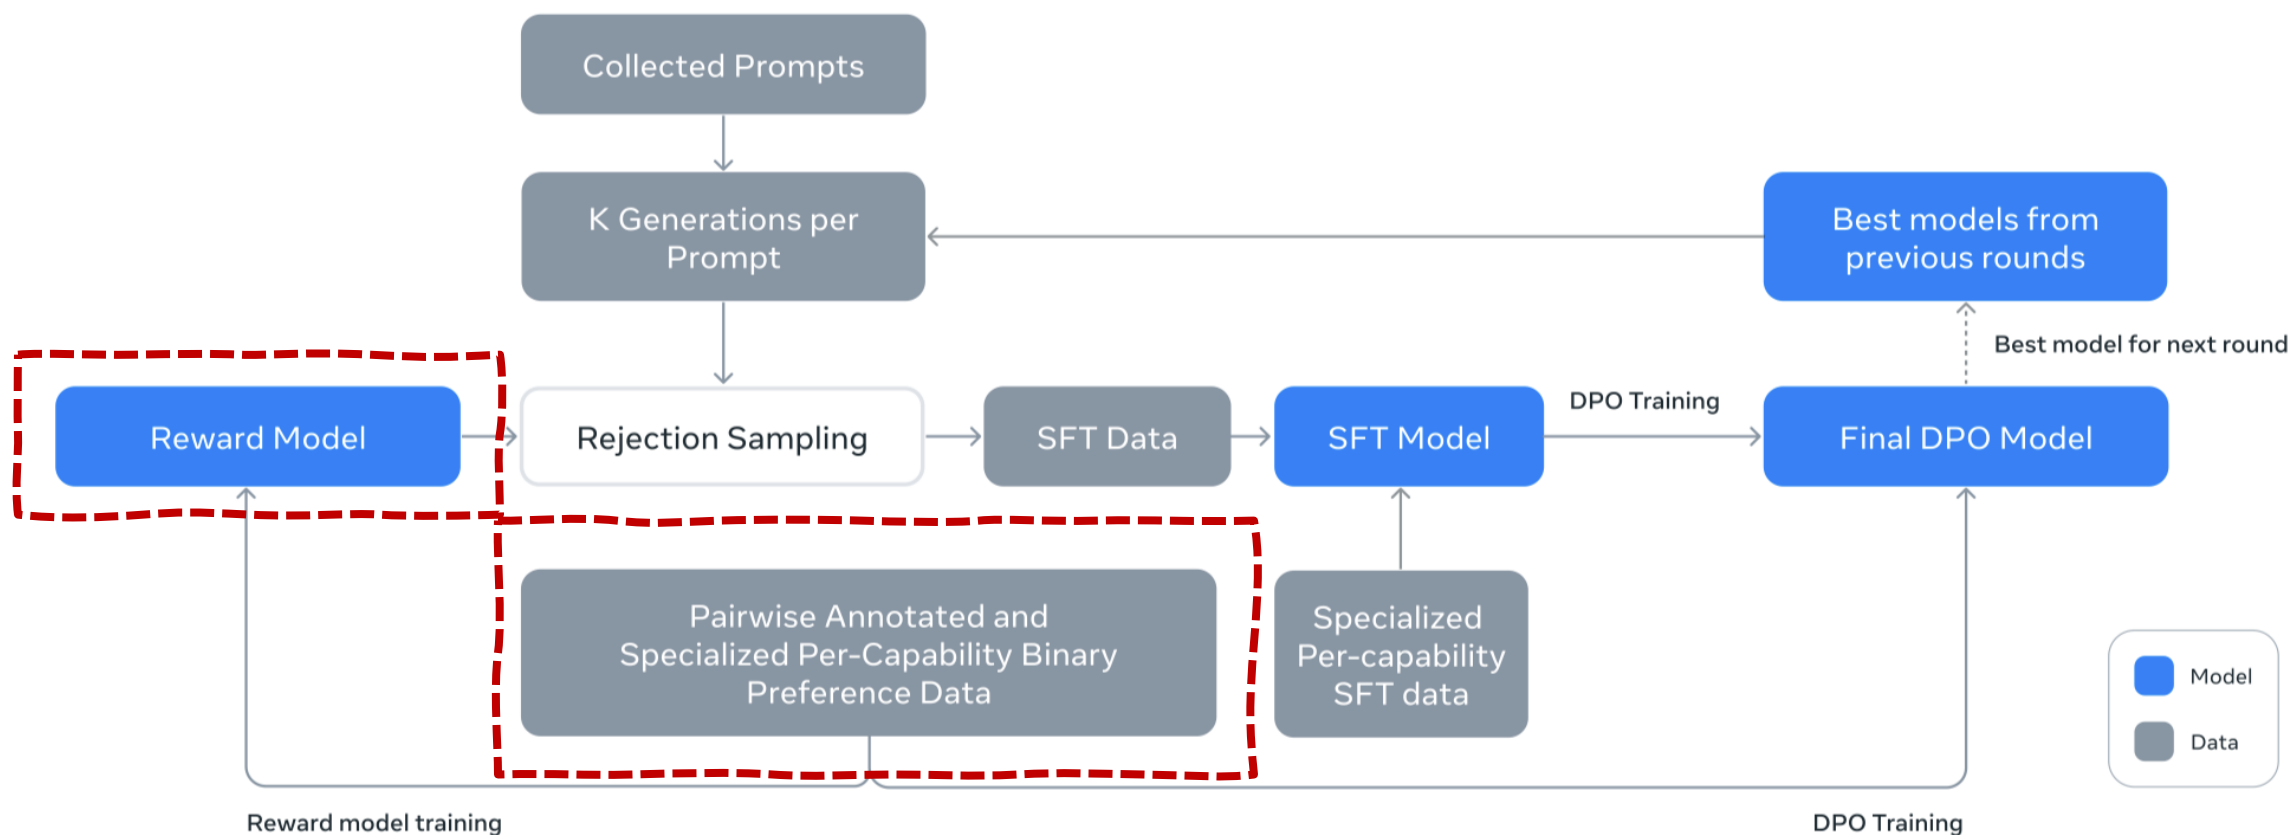 Collected Prompts
K Generations per
Prompt
Best models from
previous rounds
Best model for next round
Reward Model
Rejection Sampling
SFT Data
SFT Model
DPO Training
Final DPO Model
Pairwise Annotated and
Specialized Per-Capability Binary
Preference Data
Specialized
Per-capability
SFT data
Model
Data
Reward model training
DPO Training